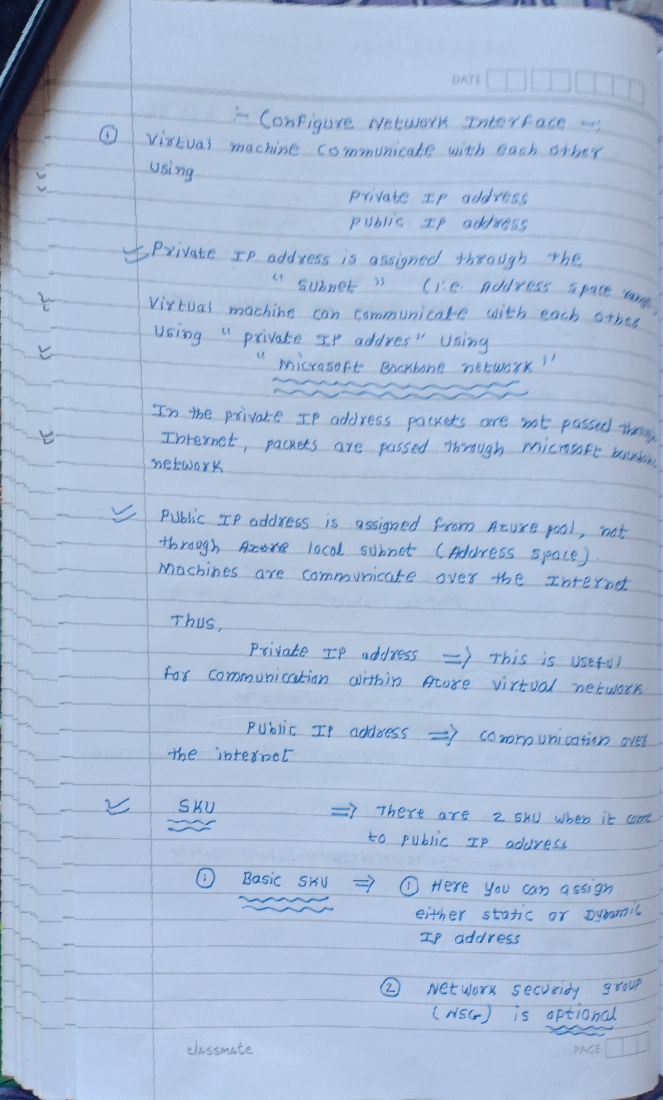 DATE
:- Configure Network Interface -:
① Virtual machine communicate with each other
using
private IP address
public IP address
Private IP address is assigned through the
" subnet " (i.e. Address space range
Virtual machine can communicate with each other
using " private IP addres" using
" microsoft Backbone network "
In the private IP address packets are not passed through
Internet, packets are passed through microsoft backbone
network
Public IP address is assigned from Azure pool, not
through Azore local subnet (Address space).
Machines are communicate over the Internet
Thus,
Private IP address => This is useful
for communication within Azure virtual network
Public IP address => communication over
the internet
SKU => There are 2 SKU when it come
to public IP address
① Basic SKU => ① Here you can assign
either static or Dynamic
IP address
② Network security group
(NSG) is optional
classmate
PAGE